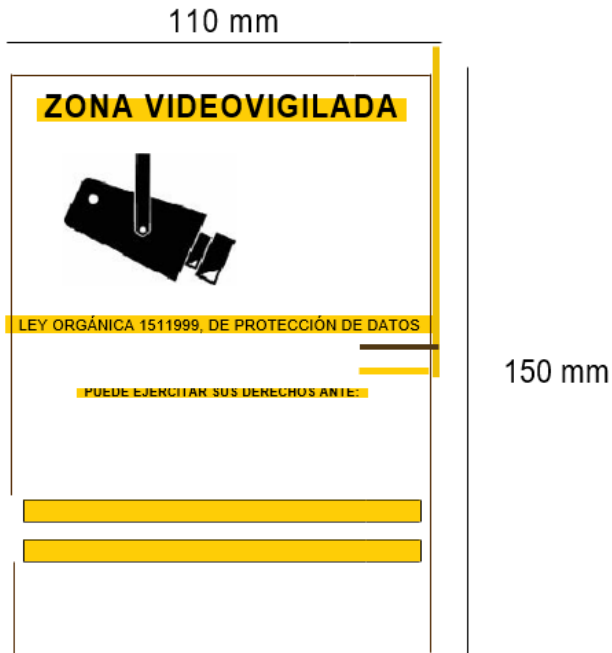 110 mm
ZONA VIDEOVIGILADA
LEY ORGÁNICA 1511999, DE PROTECCIÓN DE DATOS
150 mm
PUEDE EJERCITAR SUS DERECHOS ANTE: